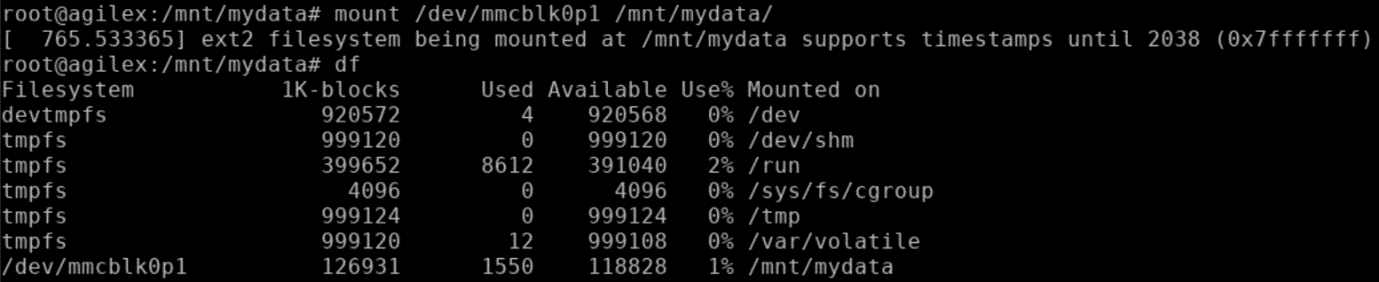 root@agilex:/mnt/mydata# mount /dev/mmcblk0p1 /mnt/mydata/
[  765.533365] ext2 filesystem being mounted at /mnt/mydata supports timestamps until 2038 (0x7fffffff)
root@agilex:/mnt/mydata# df
Filesystem           1K-blocks      Used Available Use% Mounted on
devtmpfs                920572         4    920568   0% /dev
tmpfs                   999120         0    999120   0% /dev/shm
tmpfs                   399652      8612    391040   2% /run
tmpfs                     4096         0      4096   0% /sys/fs/cgroup
tmpfs                   999124         0    999124   0% /tmp
tmpfs                   999120        12    999108   0% /var/volatile
/dev/mmcblk0p1          126931      1550    118828   1% /mnt/mydata